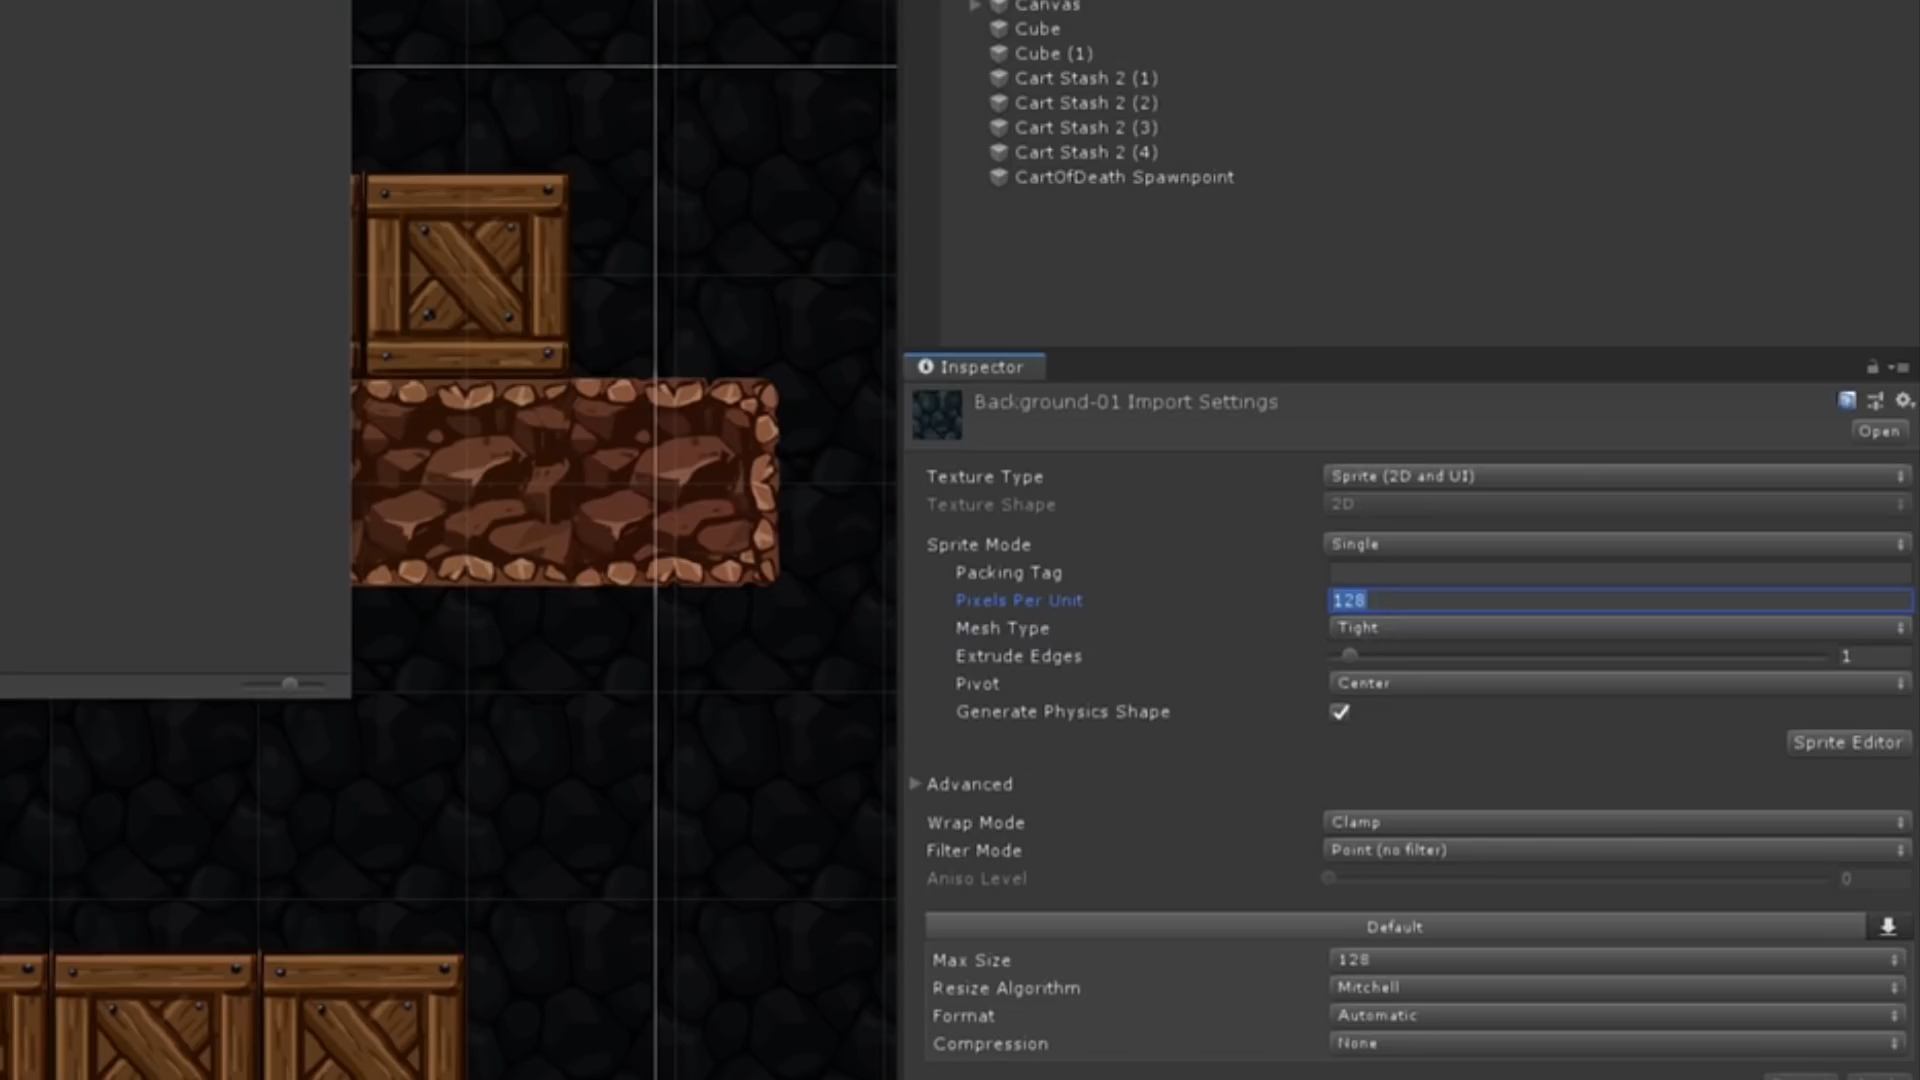 Canvas
Cube
Cube (1)
Cart Stash 2 (1)
Cart Stash 2 (2)
Cart Stash 2 (3)
Cart Stash 2 (4)
CartOfDeath Spawnpoint
Inspector
Background-01 Import Settings
Open
Texture Type Sprite (2D and UI)
Texture Shape 2D
Sprite Mode Single
Packing Tag
Pixels Per Unit 128
Mesh Type Tight
Extrude Edges 1
Pivot Center
Generate Physics Shape
Sprite Editor
Advanced
Wrap Mode Clamp
Filter Mode Point (no filter)
Aniso Level 0
Default
Max Size 128
Resize Algorithm Mitchell
Format Automatic
Compression None